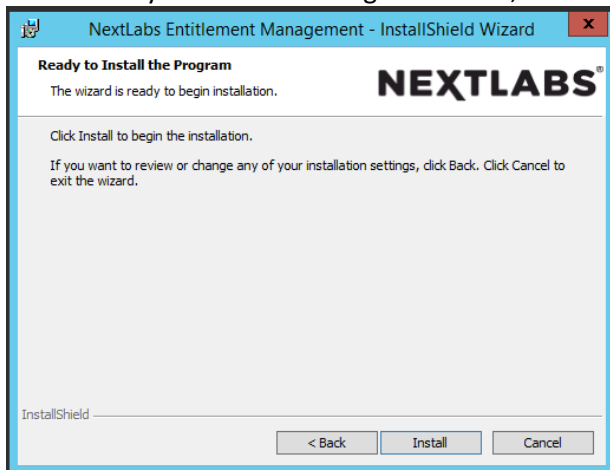 NextLabs Entitlement Management - InstallShield Wizard
x
Ready to Install the Program
The wizard is ready to begin installation.
NEXTLABS®
Click Install to begin the installation.
If you want to review or change any of your installation settings, click Back. Click Cancel to
exit the wizard.
InstallShield
< Back Install Cancel